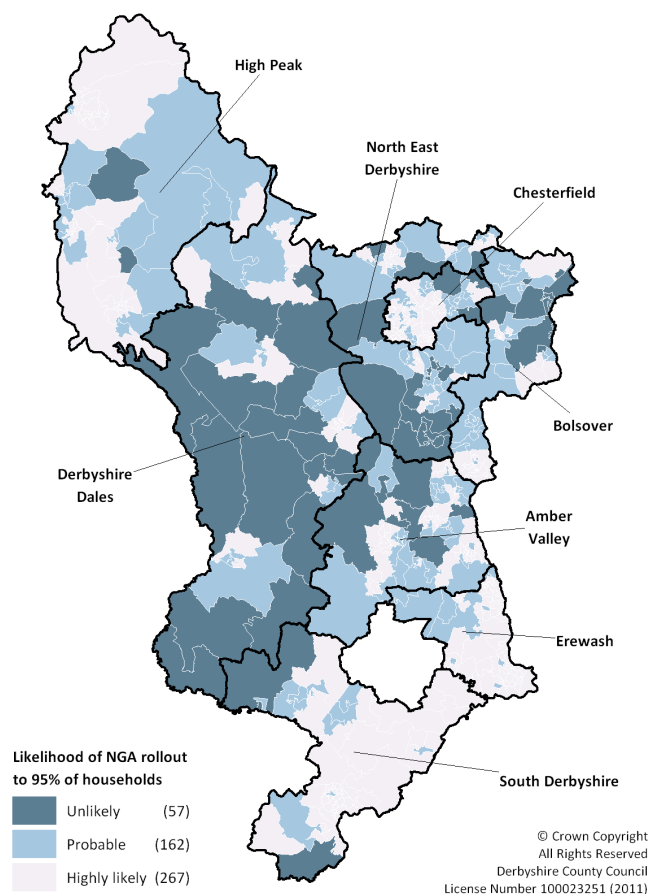 High Peak
North East
Derbyshire
Chesterfield
Bolsover
Derbyshire
Dales
Amber
Valley
Erewash
South Derbyshire
Likelihood of NGA rollout
to 95% of households
Unlikely (57)
Probable (162)
Highly likely (267)
© Crown Copyright
All Rights Reserved
Derbyshire County Council
License Number 100023251 (2011)